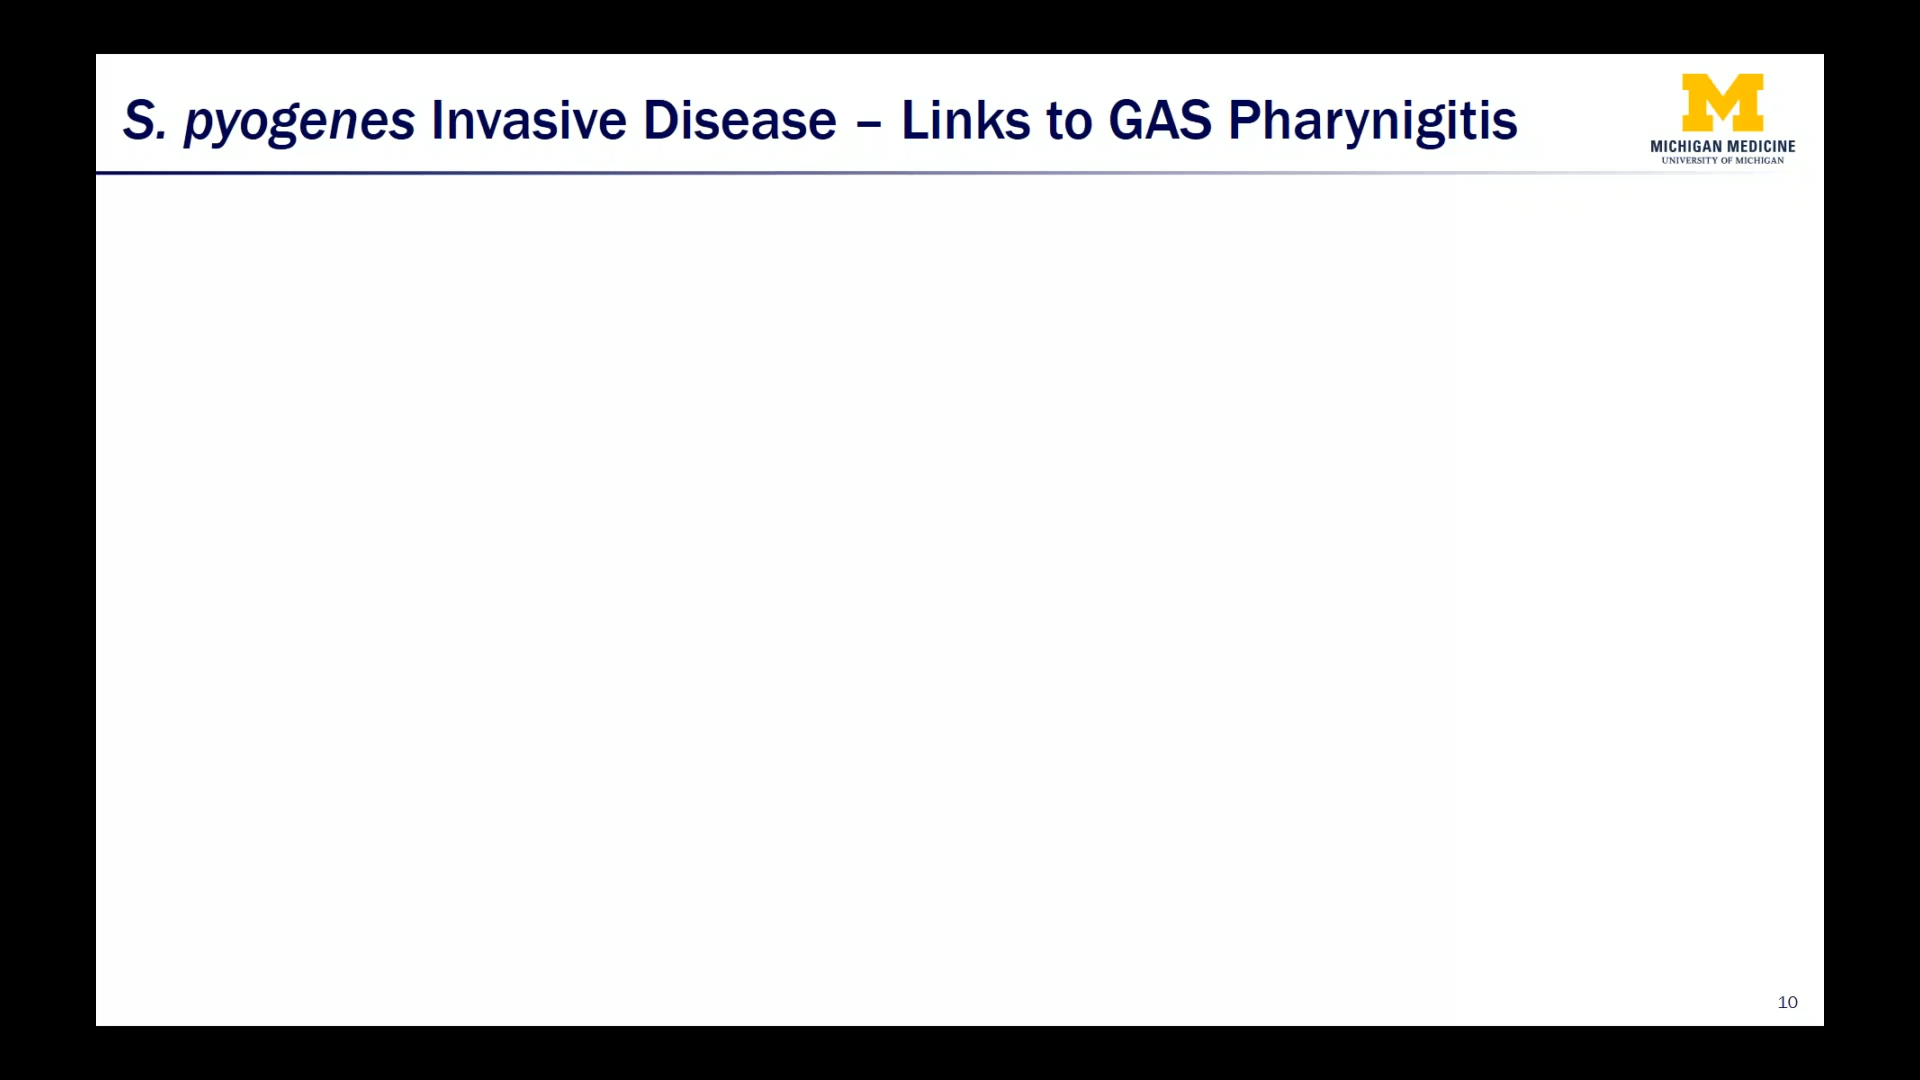 S. pyogenes Invasive Disease – Links to GAS Pharynigitis
M
MICHIGAN MEDICINE
UNIVERSITY OF MICHIGAN
10